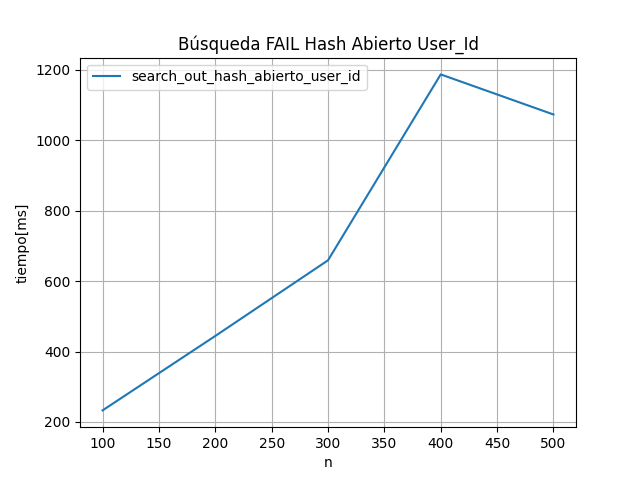 Búsqueda FAIL Hash Abierto User_Id
search_out_hash_abierto_user_id
1200
1000
800
600
400
200
tiempo[ms]
100 150 200 250 300 350 400 450 500
n